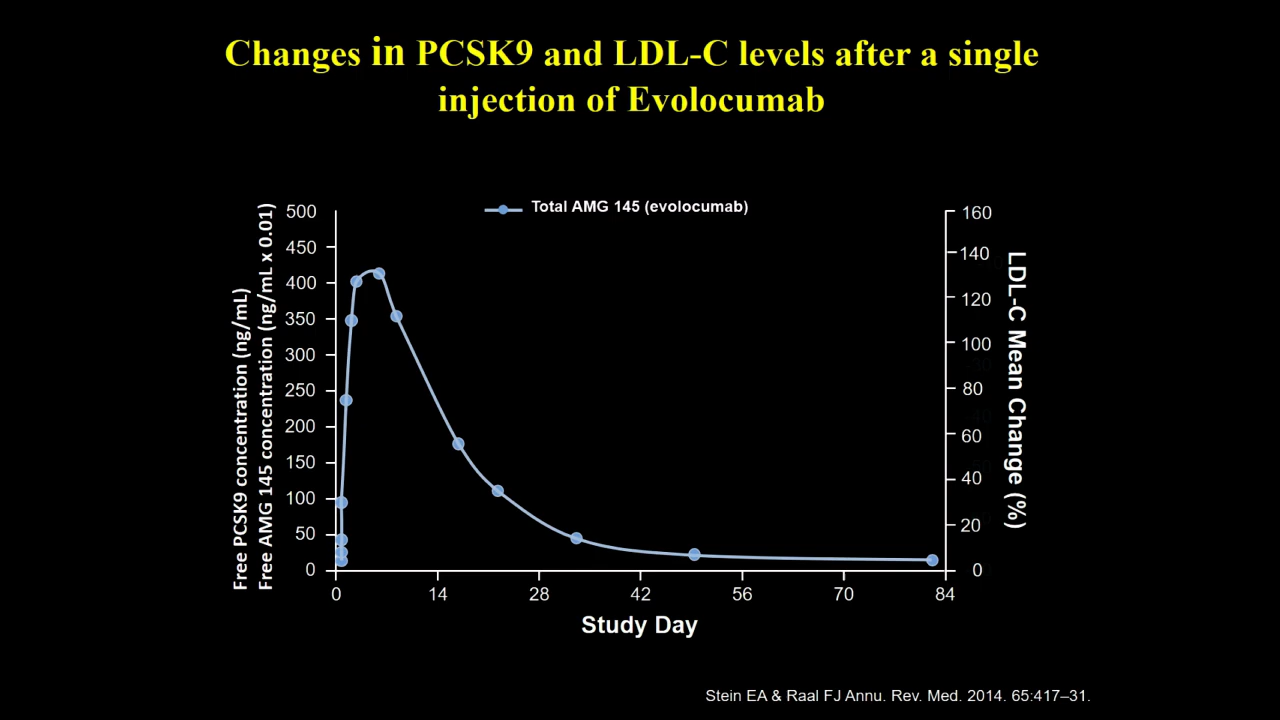 Changes in PCSK9 and LDL-C levels after a single
injection of Evolocumab
Total AMG 145 (evolocumab)
Free PCSK9 concentration (ng/mL)
Free AMG 145 concentration (ng/mL x 0.01)
500
450
400
350
300
250
200
150
100
50
0
160
140
120
100
80
60
40
20
0
LDL-C Mean Change (%)
0 14 28 42 56 70 84
Study Day
Stein EA & Raal FJ Annu. Rev. Med. 2014. 65:417–31.